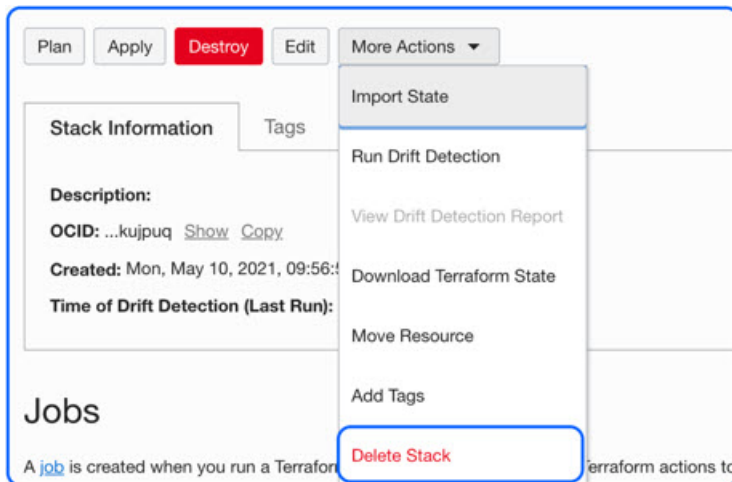 Plan Apply Destroy Edit More Actions
Import State
Stack Information Tags
Run Drift Detection
Description:
View Drift Detection Report
OCID: ...kujpuq Show Copy
Created: Mon, May 10, 2021, 09:56:
Download Terraform State
Time of Drift Detection (Last Run):
Move Resource
Add Tags
Jobs
Delete Stack
A job is created when you run a Terraform actions to